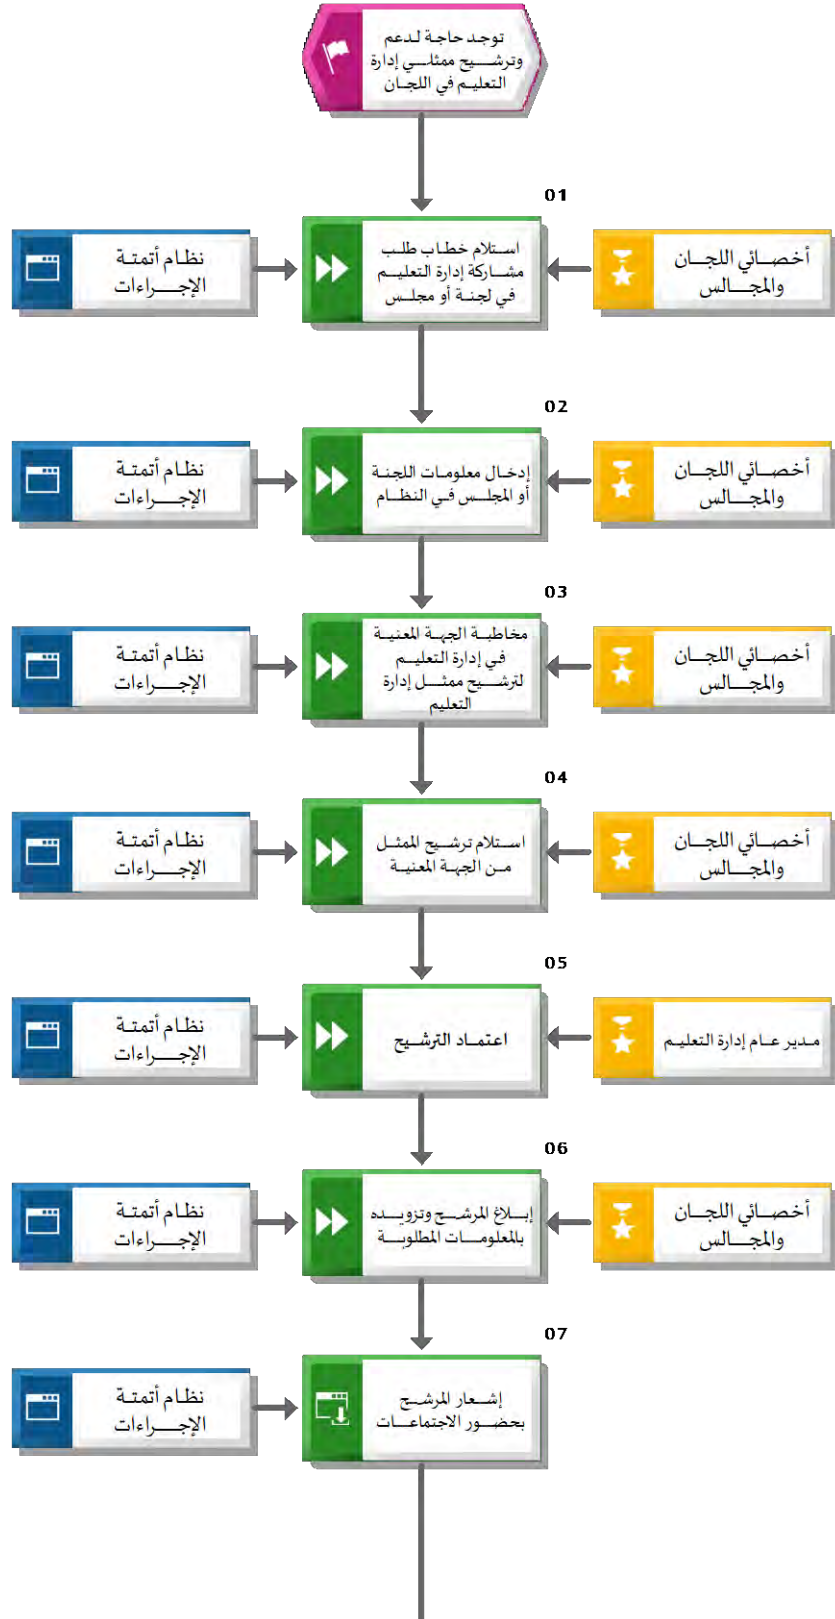 توجد حاجة لدعم
وترشيح ممثلي إدارة
التعليم في اللجان
01
أخصائي اللجان
والمجالس
استلام خطاب طلب
مشاركة إدارة التعليم
في لجنة أو مجلس
نظام أتمتة
الإجراءات
02
أخصائي اللجان
والمجالس
إدخال معلومات اللجنة
أو المجلس في النظام
نظام أتمتة
الإجراءات
03
أخصائي اللجان
والمجالس
مخاطبة الجهة المعنية
في إدارة التعليم
لترشيح ممثل إدارة
التعليم
نظام أتمتة
الإجراءات
04
أخصائي اللجان
والمجالس
استلام ترشيح الممثل
من الجهة المعنية
نظام أتمتة
الإجراءات
05
مدير عام إدارة التعليم
اعتماد الترشيح
نظام أتمتة
الإجراءات
06
أخصائي اللجان
والمجالس
إبلاغ المرشح وتزويده
بالمعلومات المطلوبة
نظام أتمتة
الإجراءات
07
إشعار المرشح
بحضور الاجتماعات
نظام أتمتة
الإجراءات